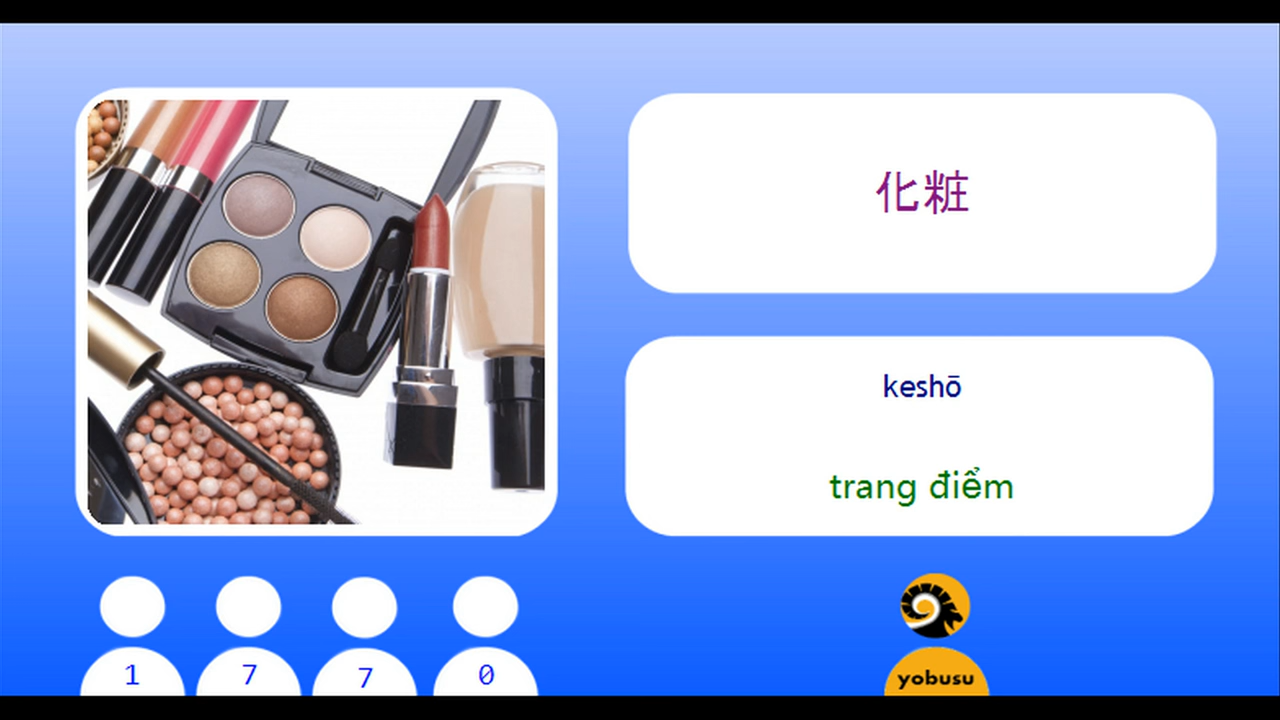 化粧
keshō
trang điểm
1 7 7 0
yobusu